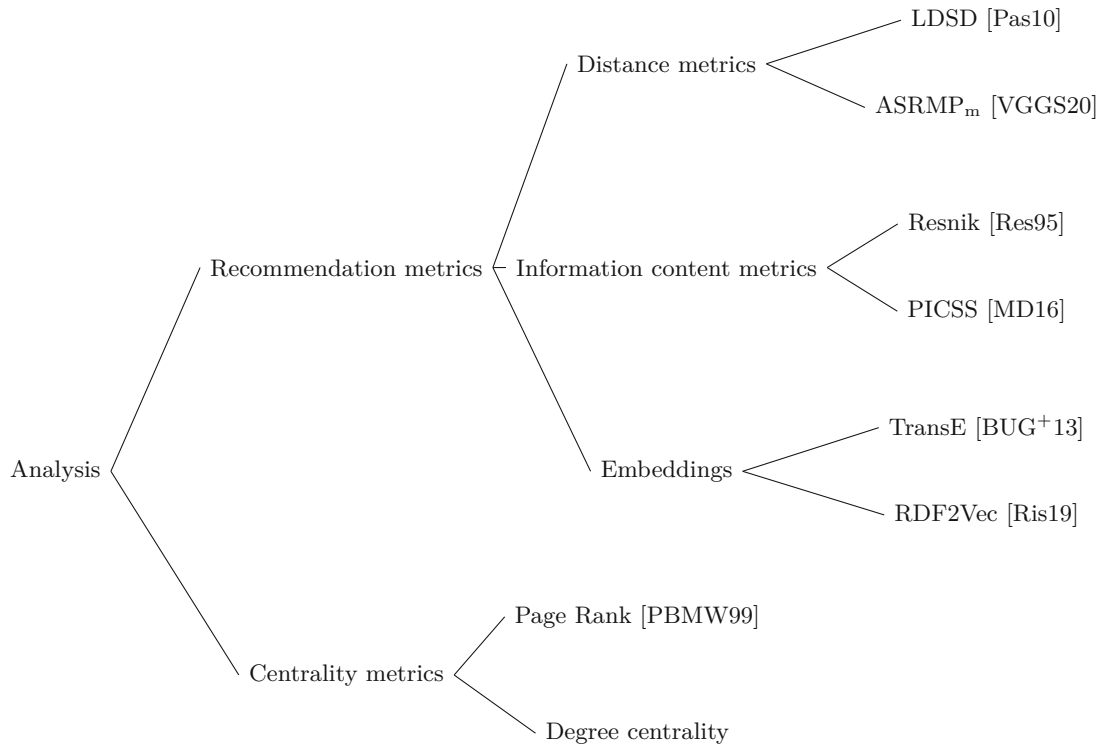 LDSD [Pas10]
Distance metrics
ASRMPₘ [VGGS20]
Resnik [Res95]
Recommendation metrics
Information content metrics
PICSS [MD16]
TransE [BUG⁺13]
Analysis
Embeddings
RDF2Vec [Ris19]
Page Rank [PBMW99]
Centrality metrics
Degree centrality